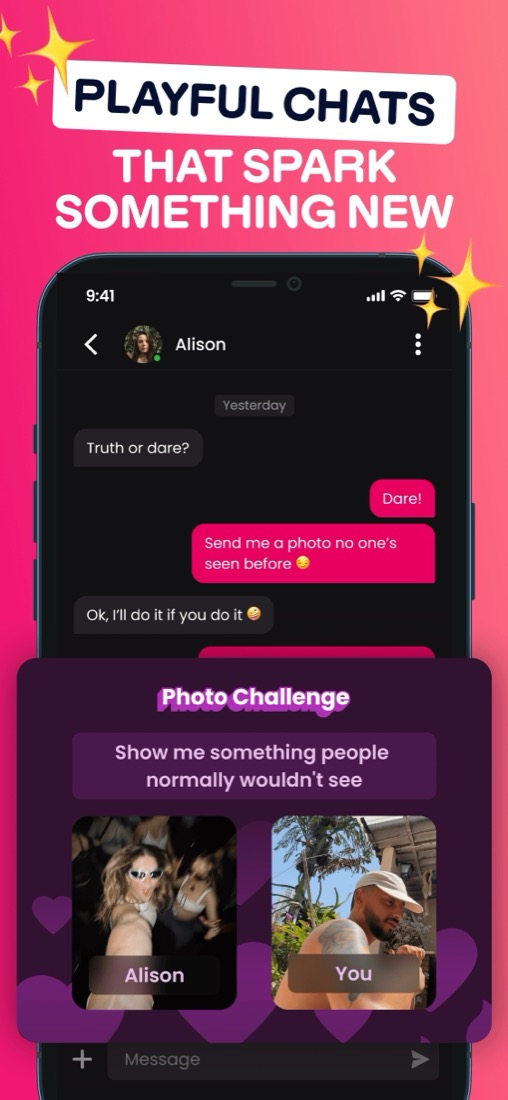 PLAYFUL CHATS
THAT SPARK
SOMETHING NEW
9:41
Alison
Yesterday
Truth or dare?
Dare!
Send me a photo no one’s
seen before 😏
Ok, I’ll do it if you do it 🤪
Photo Challenge
Show me something people
normally wouldn't see
Alison
You
Message